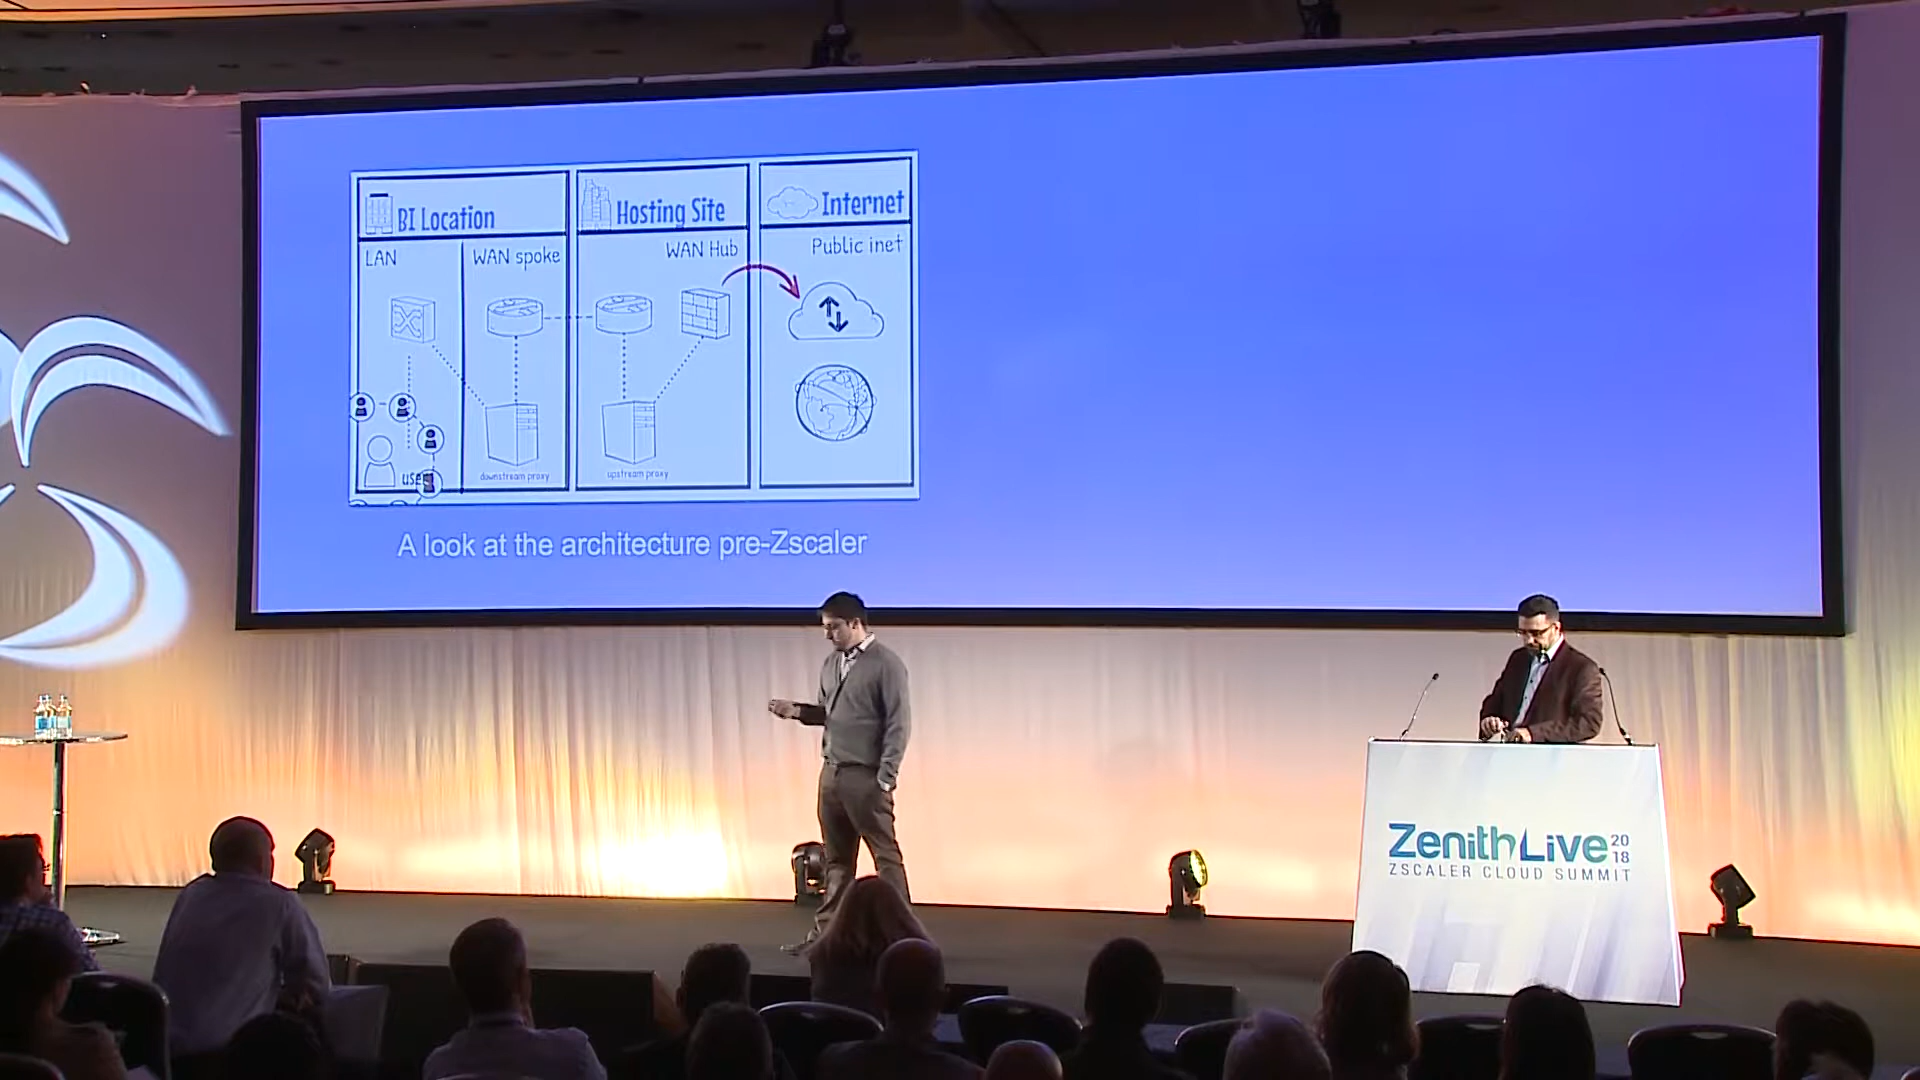 BI Location
Hosting Site
Internet
LAN
WAN spoke
WAN Hub
Public inet
user
downstream proxy
upstream proxy
A look at the architecture pre-Zscaler
ZenithLive 20
18
ZSCALER CLOUD SUMMIT